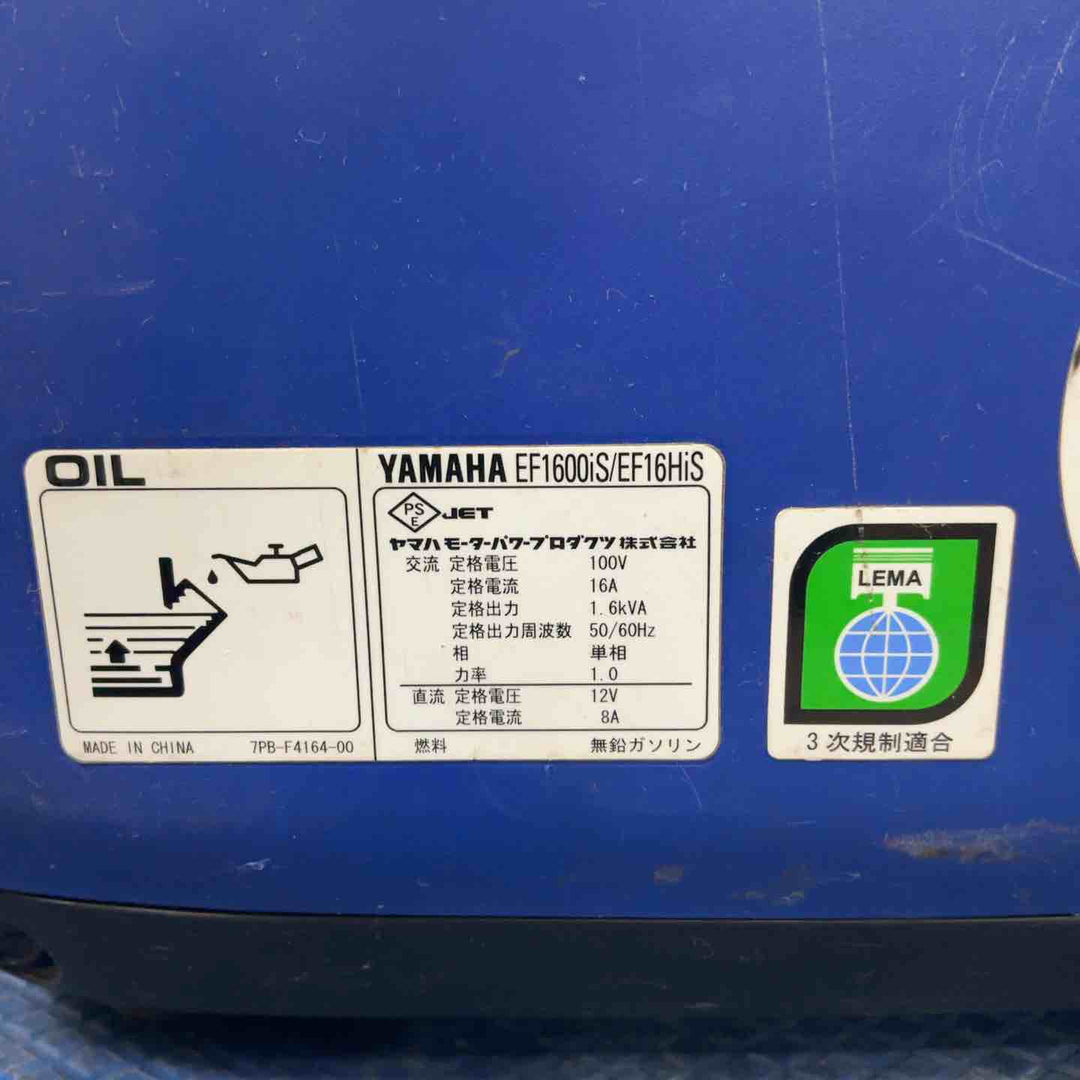 OIL
MADE IN CHINA 7PB-F4164-00
YAMAHA EF1600iS/EF16HiS
PSE JET
ヤマハモーターパワープロダクツ株式会社
交流 定格電圧 100V
定格電流 16A
定格出力 1.6kVA
定格出力周波数 50/60Hz
相 単相
力率 1.0
直流 定格電圧 12V
定格電流 8A
燃料 無鉛ガソリン
LEMA
3次規制適合